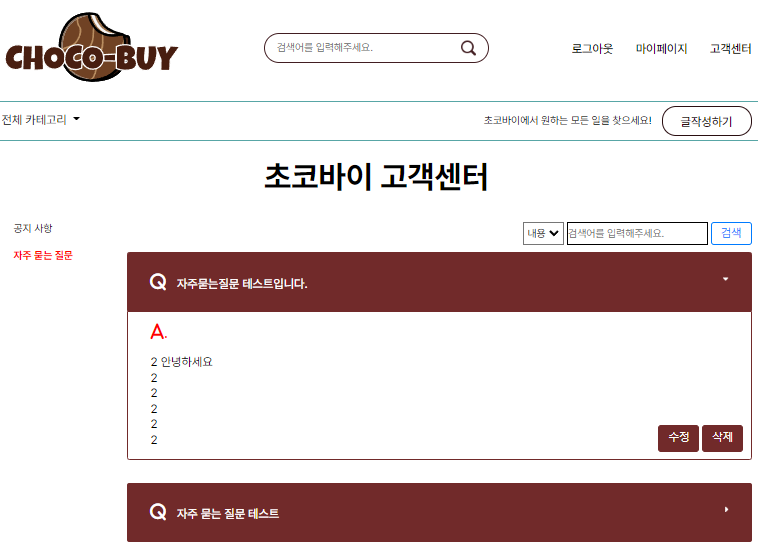 CHOCO-BUY
검색어를 입력해주세요.
로그아웃 마이페이지 고객센터
전체 카테고리
초코바이에서 원하는 모든 일을 찾으세요!
글작성하기
초코바이 고객센터
공지 사항
자주 묻는 질문
내용
검색어를 입력해주세요.
검색
Q 자주묻는질문 테스트입니다.
A.
2 안녕하세요
2
2
2
2
2
수정 삭제
Q 자주 묻는 질문 테스트